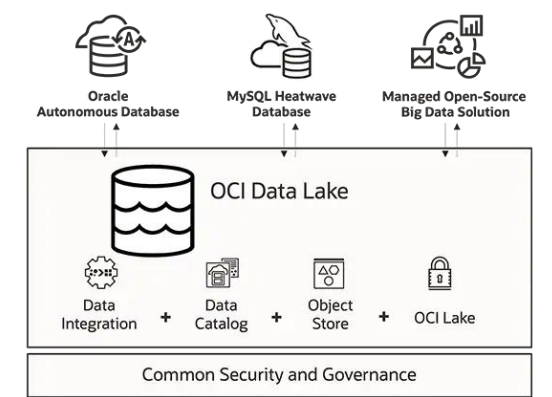 A
Oracle
Autonomous Database
MySQL Heatwave
Database
Managed Open-Source
Big Data Solution
OCI Data Lake
Data
Integration
+
Data
Catalog
+
Object
Store
+
OCI Lake
Common Security and Governance